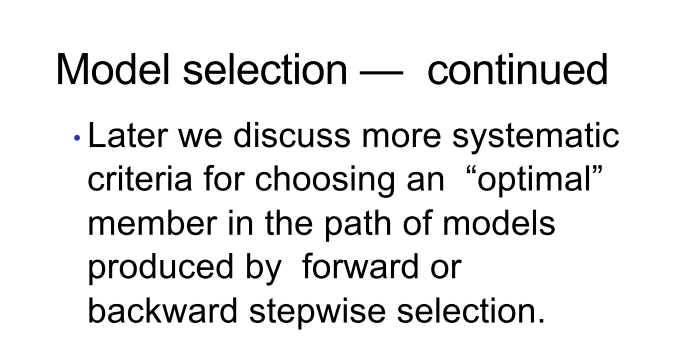 Model selection — continued
• Later we discuss more systematic
criteria for choosing an “optimal”
member in the path of models
produced by forward or
backward stepwise selection.